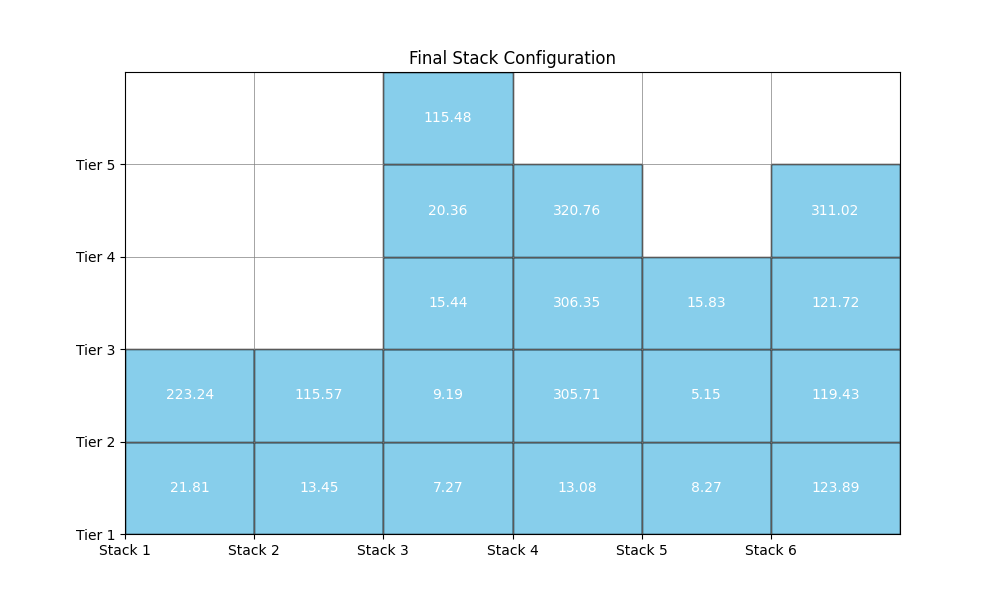 Final Stack Configuration
115.48
Tier 5
20.36 320.76 311.02
Tier 4
15.44 306.35 15.83 121.72
Tier 3
223.24 115.57 9.19 305.71 5.15 119.43
Tier 2
21.81 13.45 7.27 13.08 8.27 123.89
Tier 1
Stack 1 Stack 2 Stack 3 Stack 4 Stack 5 Stack 6